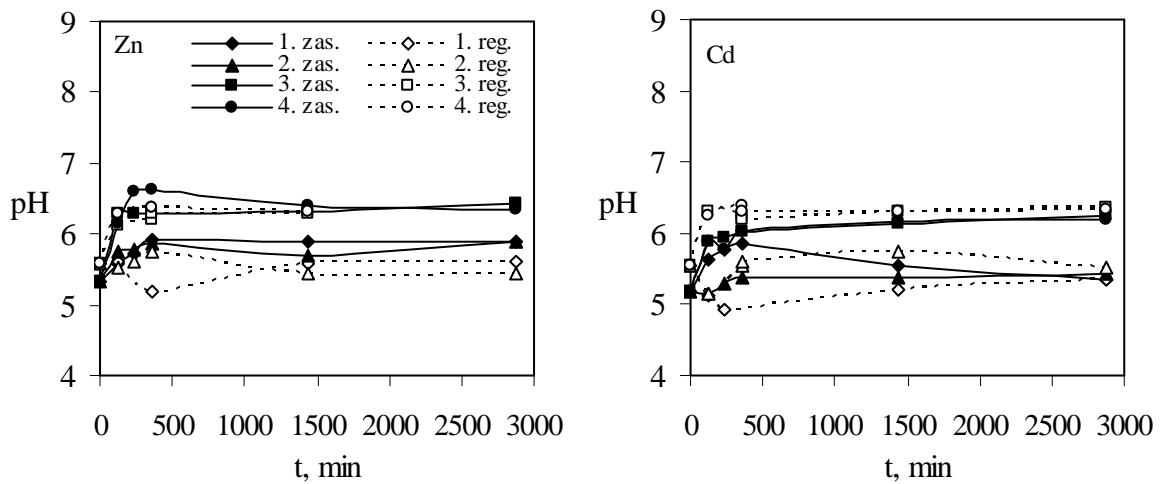 9
8
7
6
5
4
pH
Zn
1. zas.
2. zas.
3. zas.
4. zas.
1. reg.
2. reg.
3. reg.
4. reg.
0 500 1000 1500 2000 2500 3000
t, min
9
8
7
6
5
4
pH
Cd
0 500 1000 1500 2000 2500 3000
t, min